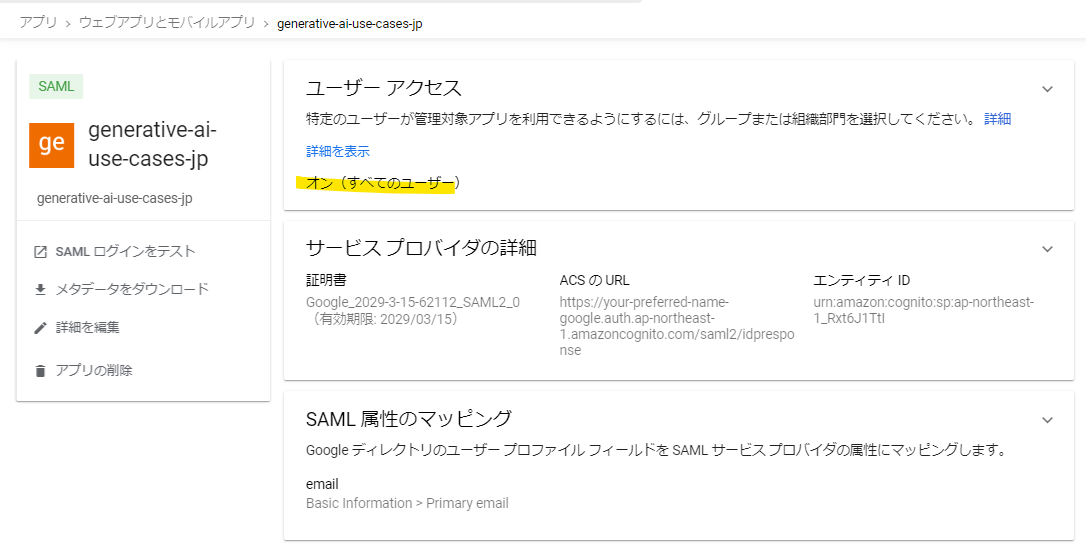 アプリ > ウェブアプリとモバイルアプリ > generative-ai-use-cases-jp
SAML
ge
generative-ai-
use-cases-jp
generative-ai-use-cases-jp
SAML ログインをテスト
メタデータをダウンロード
詳細を編集
アプリの削除
ユーザー アクセス
特定のユーザーが管理対象アプリを利用できるようにするには、グループまたは組織部門を選択してください。 詳細
詳細を表示
オン（すべてのユーザー）
サービス プロバイダの詳細
証明書
Google_2029-3-15-62112_SAML2_0
（有効期限: 2029/03/15）
ACS の URL
https://your-preferred-name-
google.auth.ap-northeast-
1.amazoncognito.com/saml2/idprespo
nse
エンティティ ID
urn:amazon:cognito:sp:ap-northeast-
1_Rxt6J1TtI
SAML 属性のマッピング
Google ディレクトリのユーザー プロファイル フィールドを SAML サービス プロバイダの属性にマッピングします。
email
Basic Information > Primary email